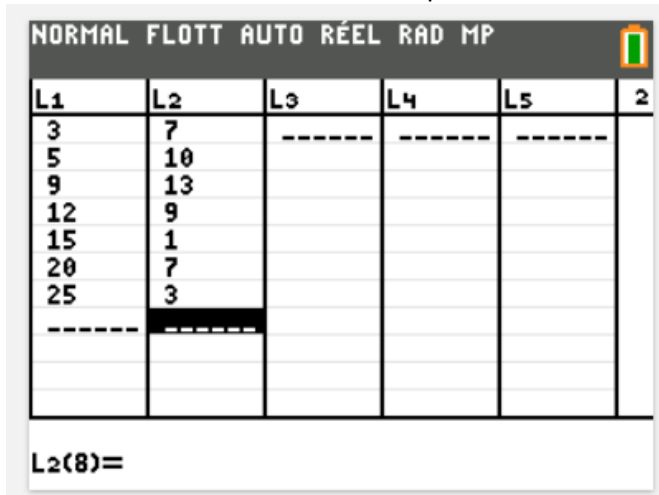 NORMAL FLOTT AUTO RÉEL RAD MP
L1 L2 L3 L4 L5 2
3 7 ------ ------ ------
5 10
9 13
12 9
15 1
20 7
25 3
------ ------
L2(8)=